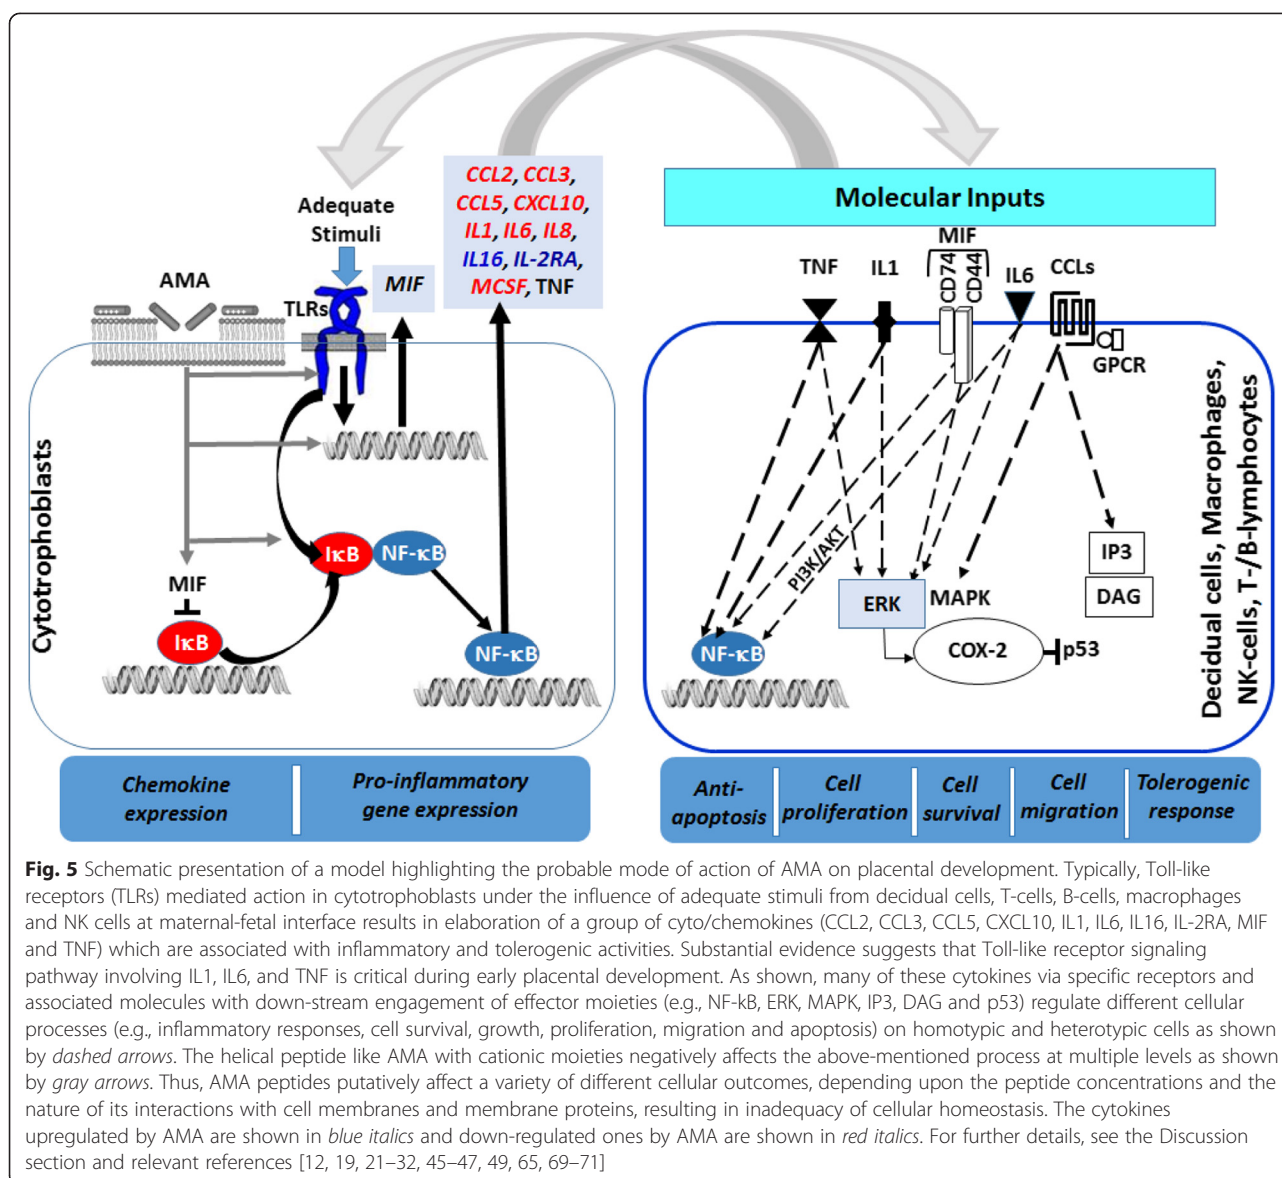 CCL2, CCL3,
CCL5, CXCL10,
IL1, IL6, IL8,
IL16, IL-2RA,
MCSF, TNF
Adequate
Stimuli
AMA
TLRs
MIF
Cytotrophoblasts
MIF
IκB
IκB
NF-κB
NF-κB
Chemokine
expression
Pro-inflammatory
gene expression
Molecular Inputs
TNF
IL1
MIF
CD74
CD44
IL6
CCLs
GPCR
PI3K/AKT
IP3
DAG
ERK
MAPK
NF-κB
COX-2
p53
Decidual cells, Macrophages,
NK-cells, T-/B-lymphocytes
Anti-
apoptosis
Cell
proliferation
Cell
survival
Cell
migration
Tolerogenic
response
Fig. 5 Schematic presentation of a model highlighting the probable mode of action of AMA on placental development. Typically, Toll-like
receptors (TLRs) mediated action in cytotrophoblasts under the influence of adequate stimuli from decidual cells, T-cells, B-cells, macrophages
and NK cells at maternal-fetal interface results in elaboration of a group of cyto/chemokines (CCL2, CCL3, CCL5, CXCL10, IL1, IL6, IL16, IL-2RA, MIF
and TNF) which are associated with inflammatory and tolerogenic activities. Substantial evidence suggests that Toll-like receptor signaling
pathway involving IL1, IL6, and TNF is critical during early placental development. As shown, many of these cytokines via specific receptors and
associated molecules with down-stream engagement of effector moieties (e.g., NF-kB, ERK, MAPK, IP3, DAG and p53) regulate different cellular
processes (e.g., inflammatory responses, cell survival, growth, proliferation, migration and apoptosis) on homotypic and heterotypic cells as shown
by dashed arrows. The helical peptide like AMA with cationic moieties negatively affects the above-mentioned process at multiple levels as shown
by gray arrows. Thus, AMA peptides putatively affect a variety of different cellular outcomes, depending upon the peptide concentrations and the
nature of its interactions with cell membranes and membrane proteins, resulting in inadequacy of cellular homeostasis. The cytokines
upregulated by AMA are shown in blue italics and down-regulated ones by AMA are shown in red italics. For further details, see the Discussion
section and relevant references [12, 19, 21–32, 45–47, 49, 65, 69–71]